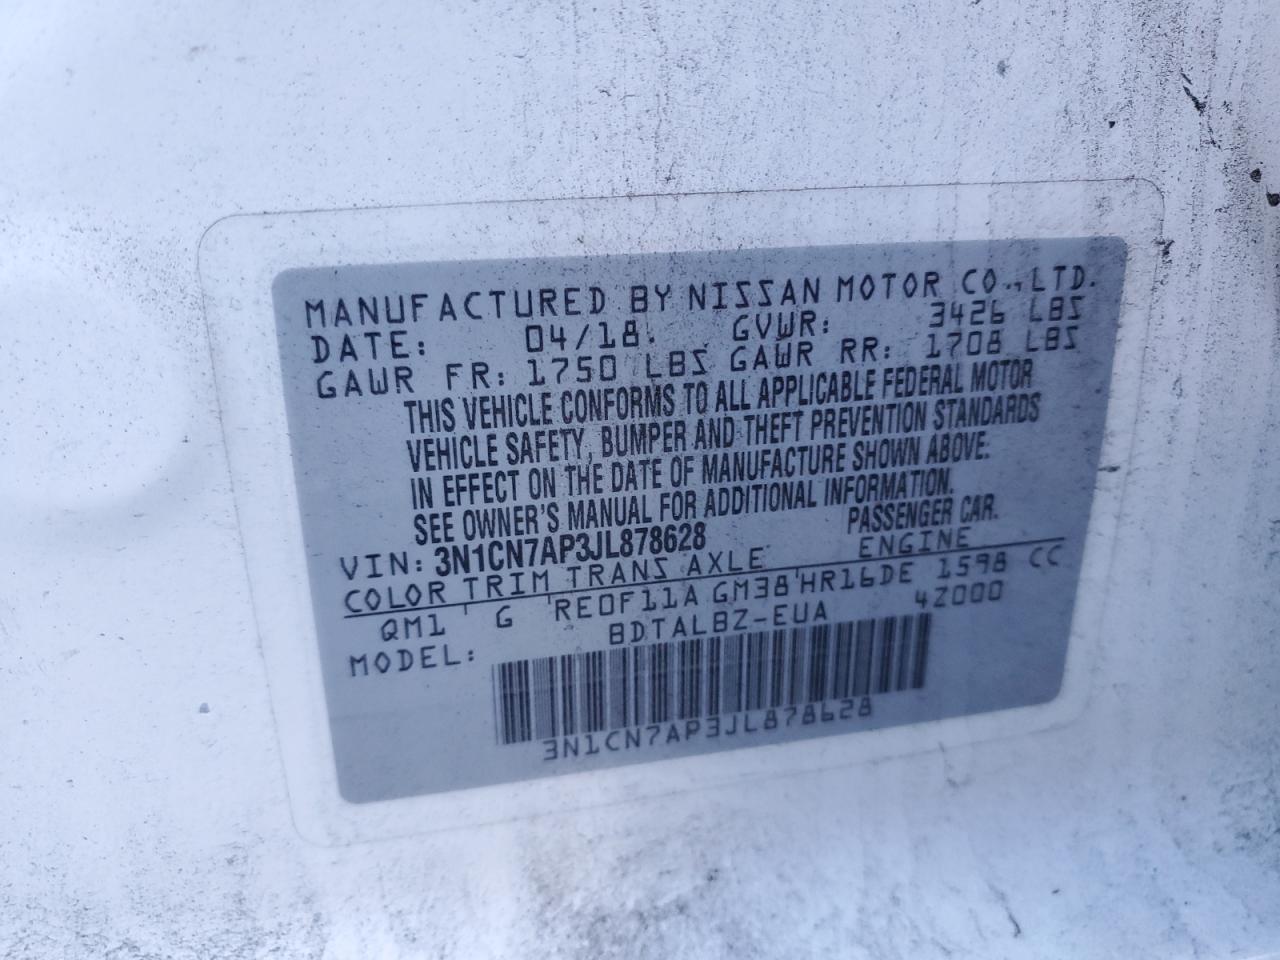 MANUFACTURED BY NISSAN MOTOR CO., LTD.
DATE: 04/18. GVWR: 3426 LBS
GAWR FR: 1750 LBS GAWR RR: 1708 LBS
THIS VEHICLE CONFORMS TO ALL APPLICABLE FEDERAL MOTOR
VEHICLE SAFETY, BUMPER AND THEFT PREVENTION STANDARDS
IN EFFECT ON THE DATE OF MANUFACTURE SHOWN ABOVE.
SEE OWNER'S MANUAL FOR ADDITIONAL INFORMATION.
VIN: 3N1CN7AP3JL878628 PASSENGER CAR.
COLOR TRIM TRANS AXLE ENGINE
QM1 G RE0F11A GM38 HR16DE 1598 CC
MODEL: BDTALBZ-EUA 4Z000
3N1CN7AP3JL878628